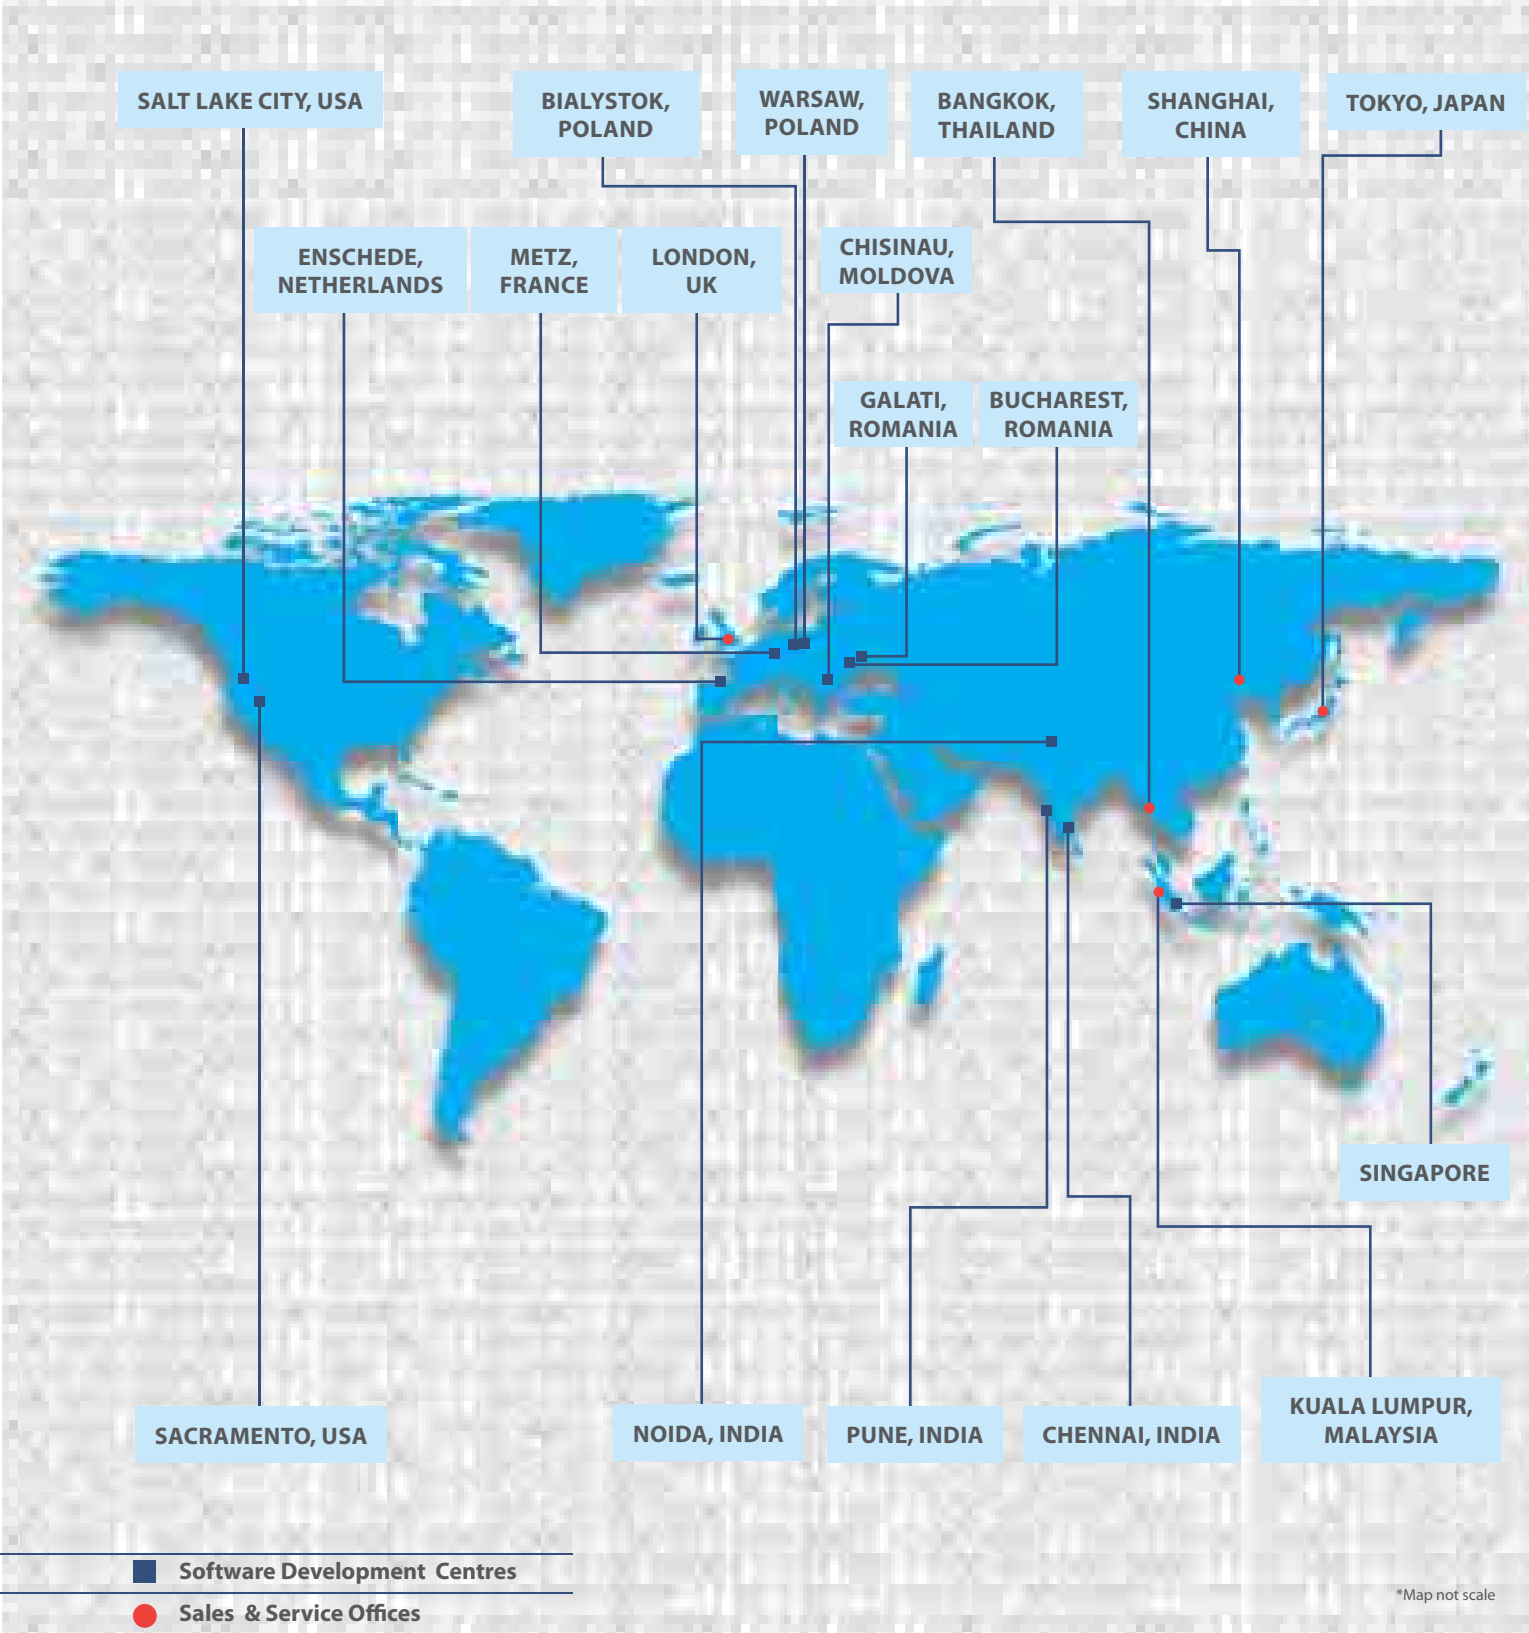 SALT LAKE CITY, USA
BIALYSTOK,
POLAND
WARSAW,
POLAND
BANGKOK,
THAILAND
SHANGHAI,
CHINA
TOKYO, JAPAN
ENSCHEDE,
NETHERLANDS
METZ,
FRANCE
LONDON,
UK
CHISINAU,
MOLDOVA
GALATI,
ROMANIA
BUCHAREST,
ROMANIA
SINGAPORE
SACRAMENTO, USA
NOIDA, INDIA
PUNE, INDIA
CHENNAI, INDIA
KUALA LUMPUR,
MALAYSIA
Software Development Centres
Sales & Service Offices
*Map not scale